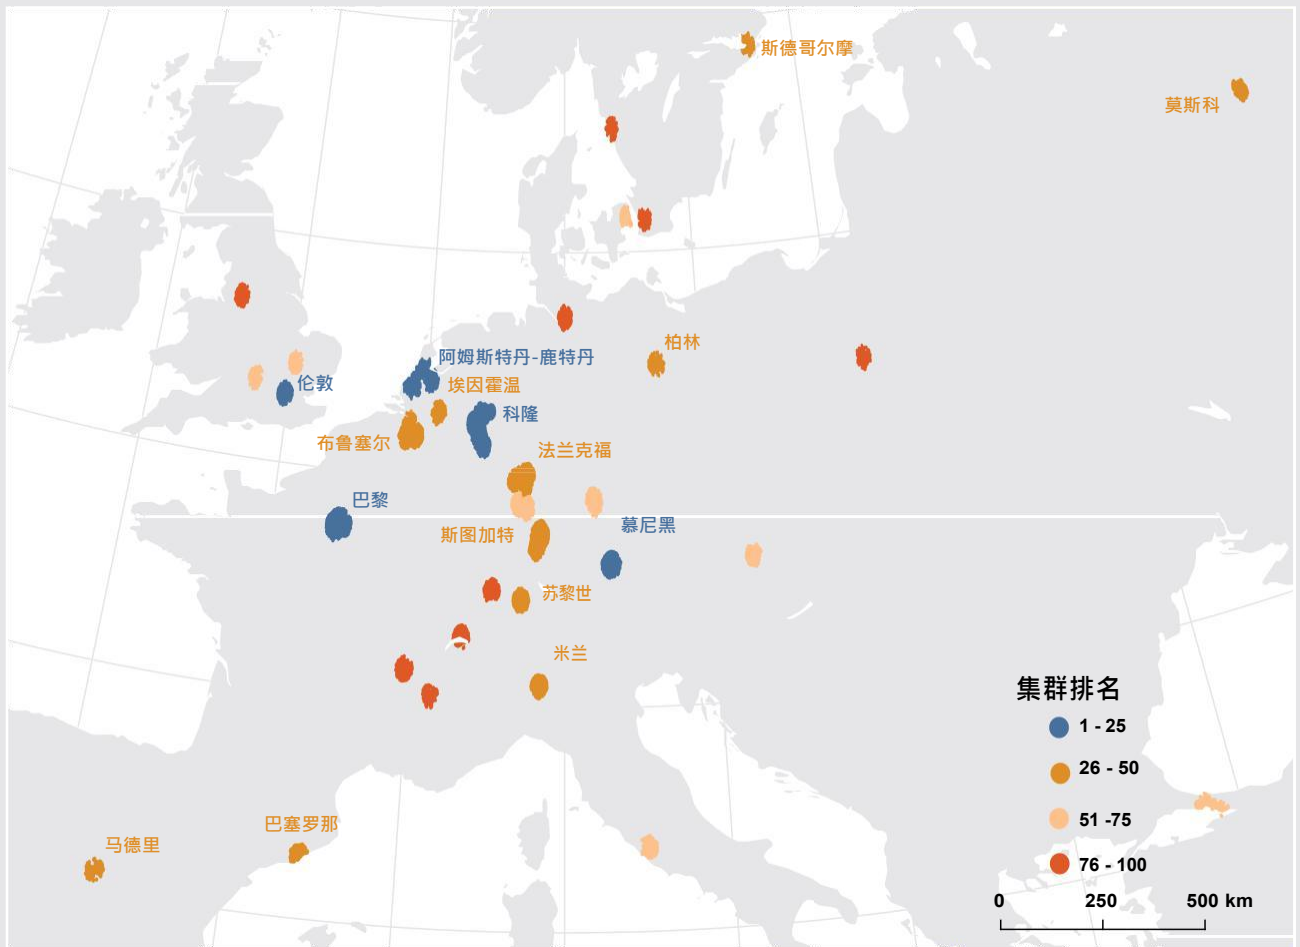 斯德哥尔摩
莫斯科
柏林
阿姆斯特丹-鹿特丹
埃因霍温
伦敦
科隆
布鲁塞尔
法兰克福
巴黎
慕尼黑
斯图加特
苏黎世
米兰
集群排名
1 - 25
26 - 50
51 -75
76 - 100
巴塞罗那
马德里
0 250 500 km